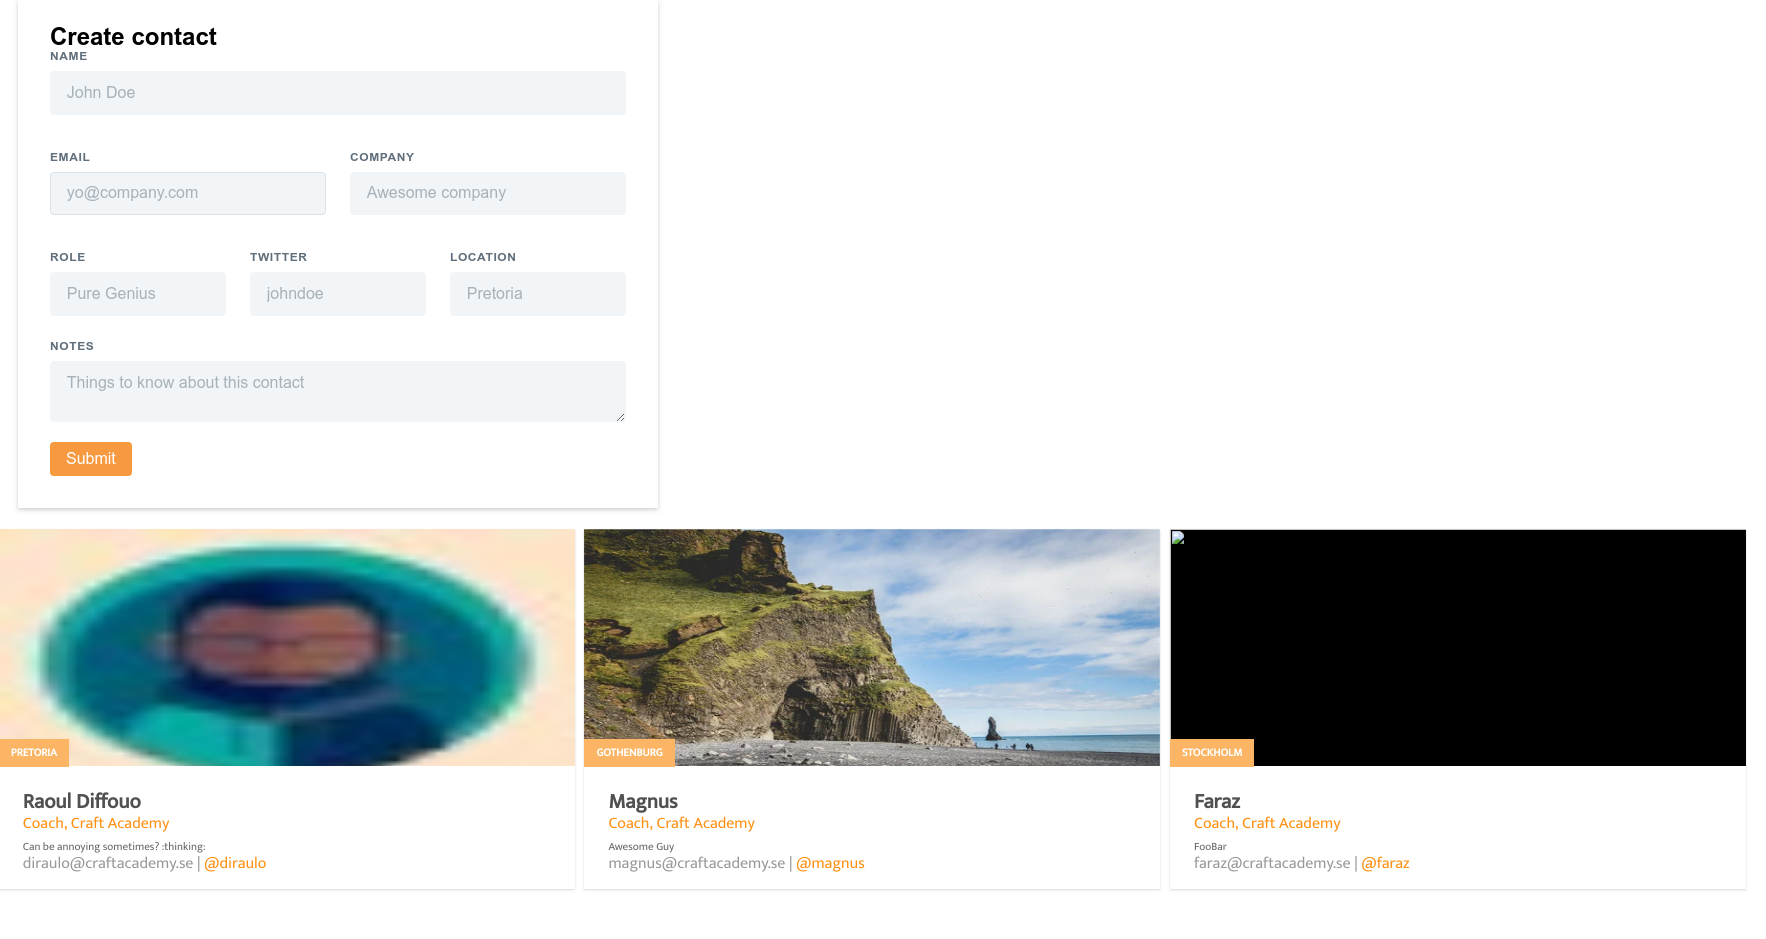 Create contact
NAME
John Doe
EMAIL COMPANY
yo@company.com Awesome company
ROLE TWITTER LOCATION
Pure Genius johndoe Pretoria
NOTES
Things to know about this contact
Submit
PRETORIA
Raoul Diffouo
Coach, Craft Academy
Can be annoying sometimes? :thinking:
diraulo@craftacademy.se | @diraulo
GOTHENBURG
Magnus
Coach, Craft Academy
Awesome Guy
magnus@craftacademy.se | @magnus
STOCKHOLM
Faraz
Coach, Craft Academy
FooBar
faraz@craftacademy.se | @faraz